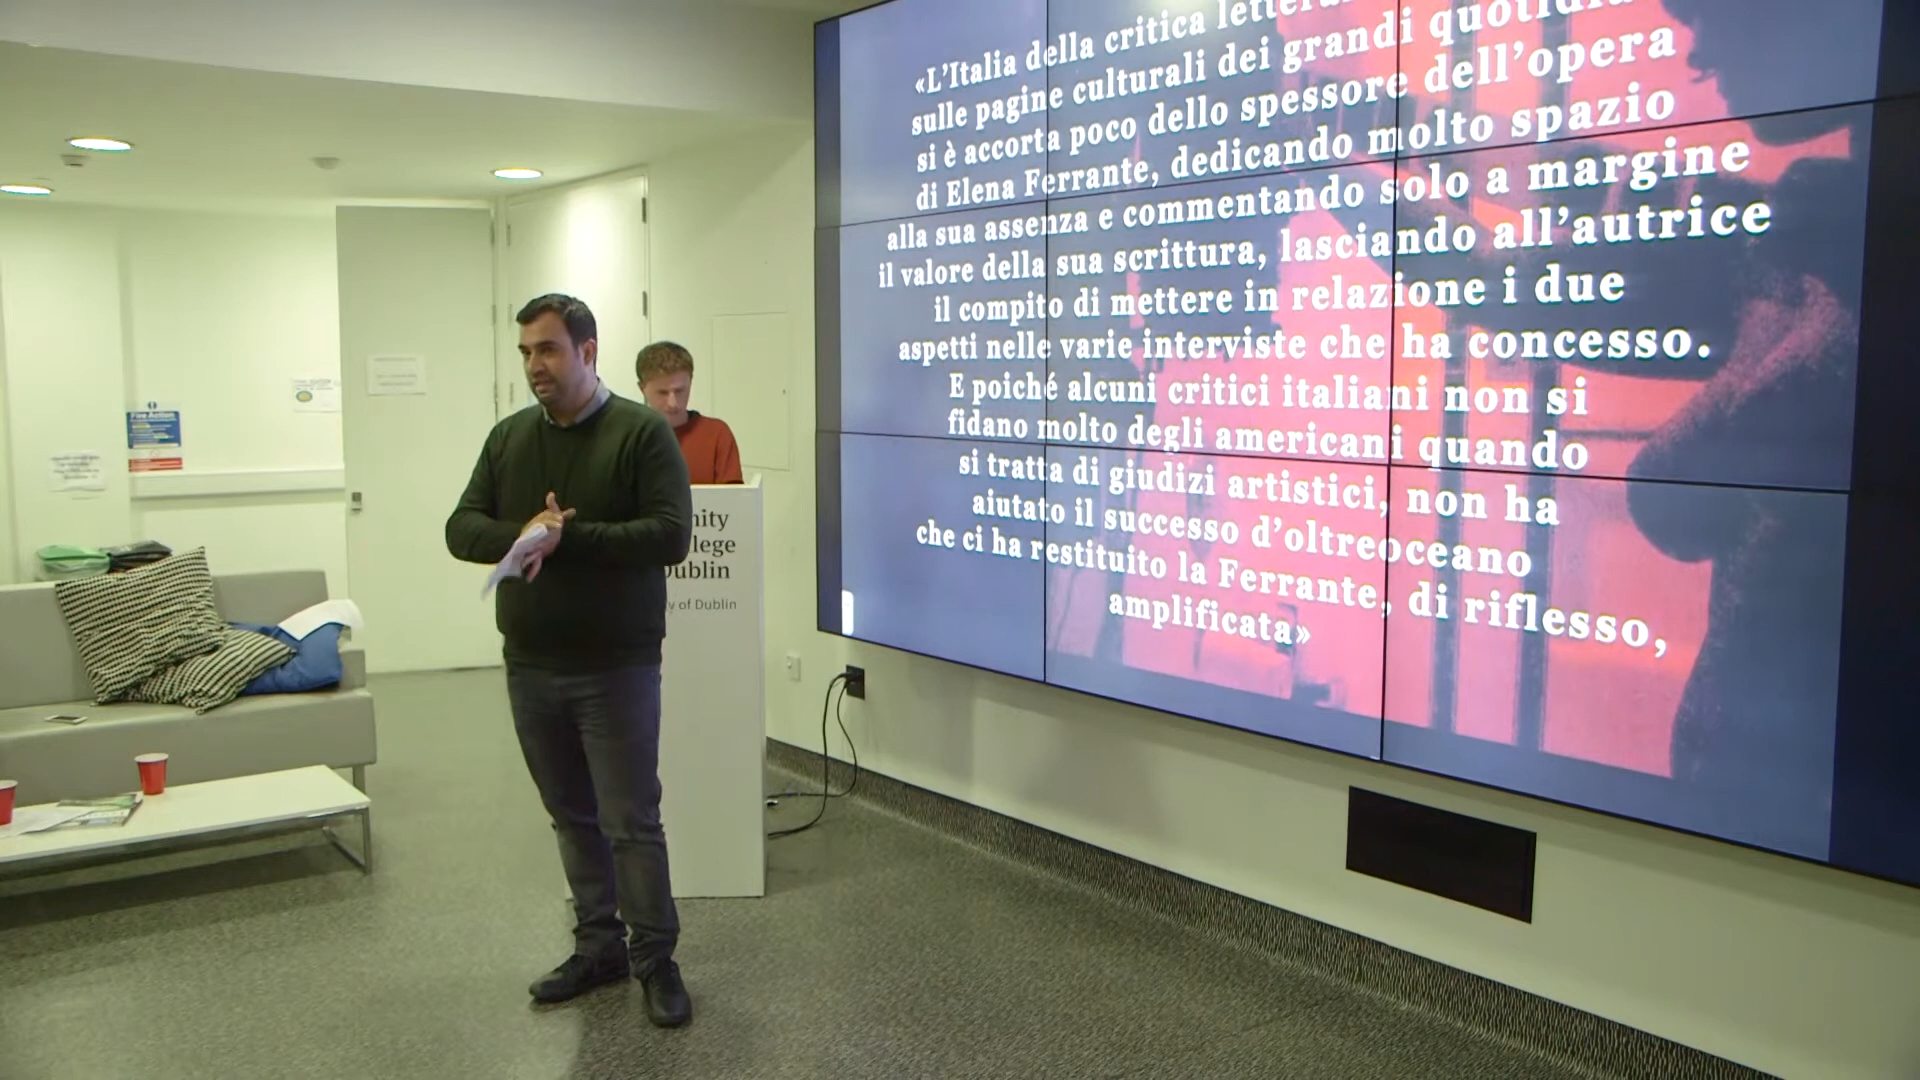 «L'Italia della critica
sulle pagine culturali dei grandi
si è accorta poco dello spessore dell'opera
di Elena Ferrante, dedicando molto spazio
alla sua assenza e commentando solo a margine
il valore della sua scrittura, lasciando all'autrice
il compito di mettere in relazione i due
aspetti nelle varie interviste che ha concesso.
E poiché alcuni critici italiani non si
fidano molto degli americani quando
si tratta di giudizi artistici, non ha
aiutato il successo d'oltreoceano
che ci ha restituito la Ferrante, di riflesso,
amplificata»
Fire Action
nity
lege
Dublin
y of Dublin